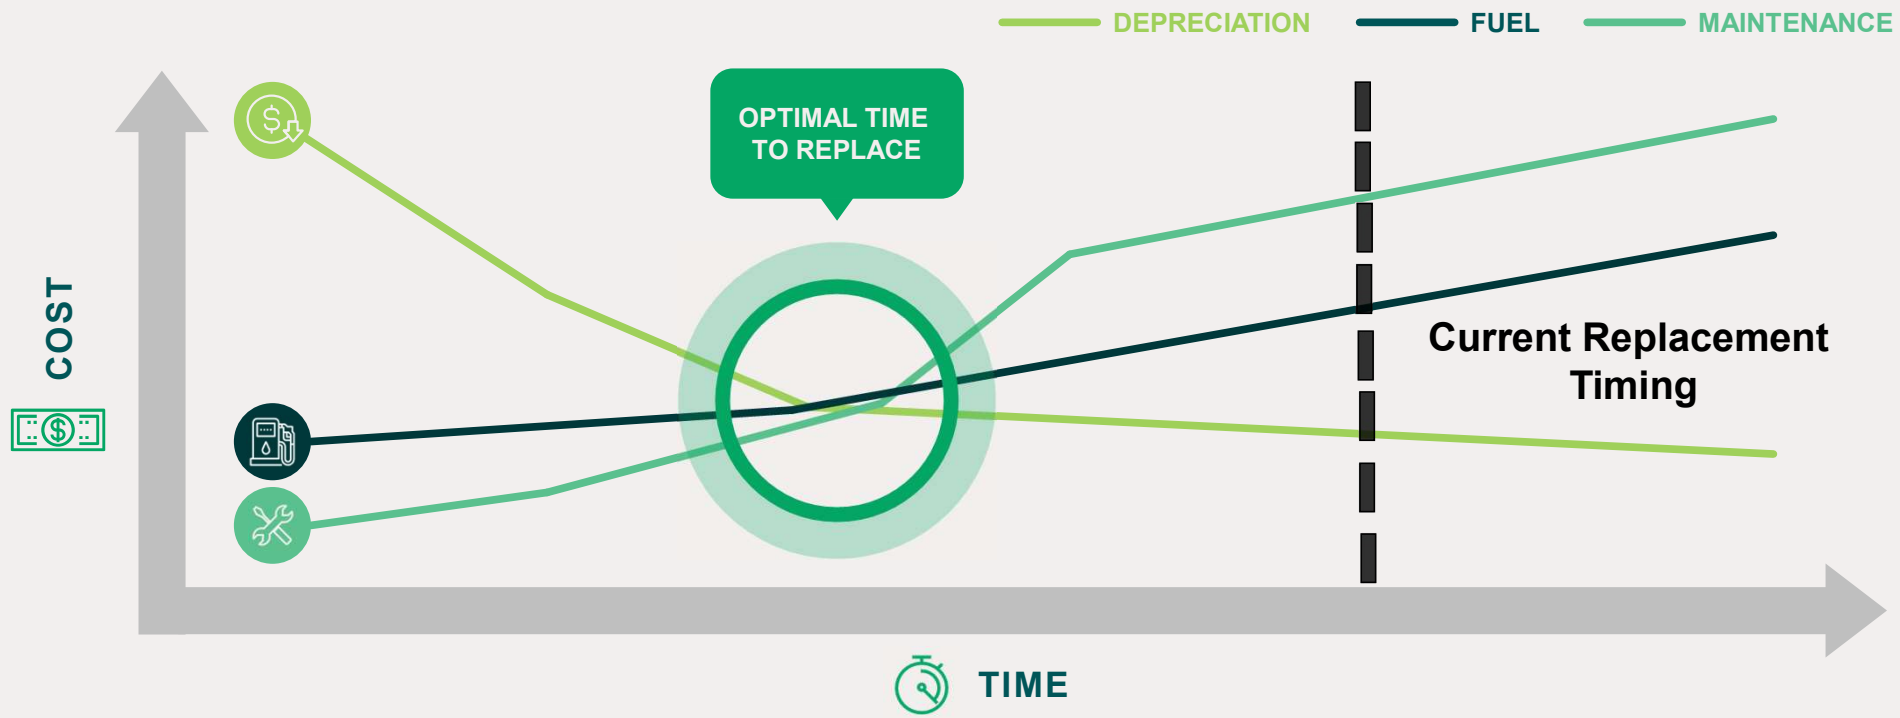 DEPRECIATION
FUEL
MAINTENANCE
OPTIMAL TIME
TO REPLACE
COST
Current Replacement
Timing
TIME